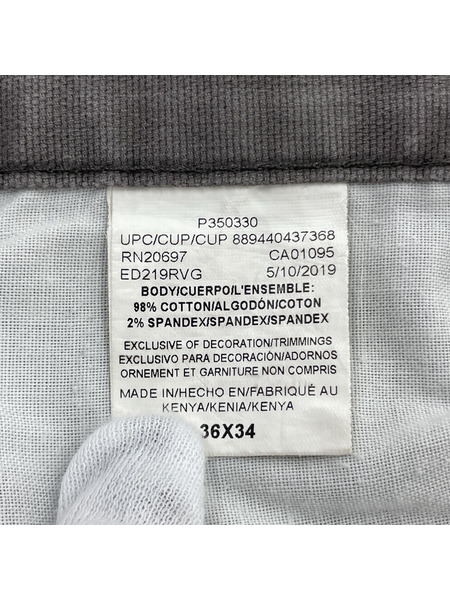 P350330
UPC/CUP/CUP 889440437368
RN20697 CA01095
ED219RVG 5/10/2019
BODY/CUERPO/L'ENSEMBLE:
98% COTTON/ALGODÓN/COTON
2% SPANDEX/SPANDEX/SPANDEX
EXCLUSIVE OF DECORATION/TRIMMINGS
EXCLUSIVO PARA DECORACIÓN/ADORNOS
ORNEMENT ET GARNITURE NON COMPRIS
MADE IN/HECHO EN/FABRIQUÉ AU
KENYA/KENIA/KENYA
36X34